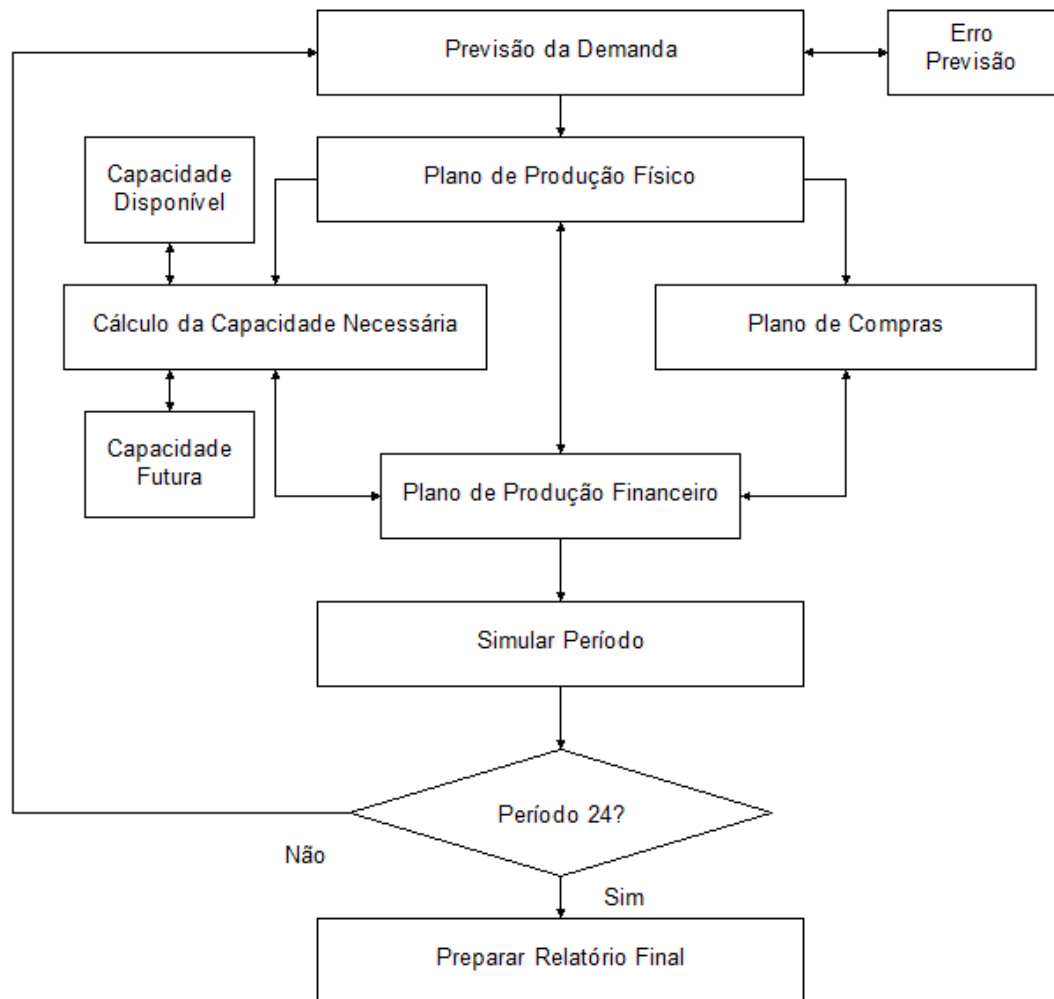 Previsão da Demanda
Erro
Previsão
Capacidade
Disponível
Plano de Produção Físico
Cálculo da Capacidade Necessária
Plano de Compras
Capacidade
Futura
Plano de Produção Financeiro
Simular Período
Período 24?
Não
Sim
Preparar Relatório Final